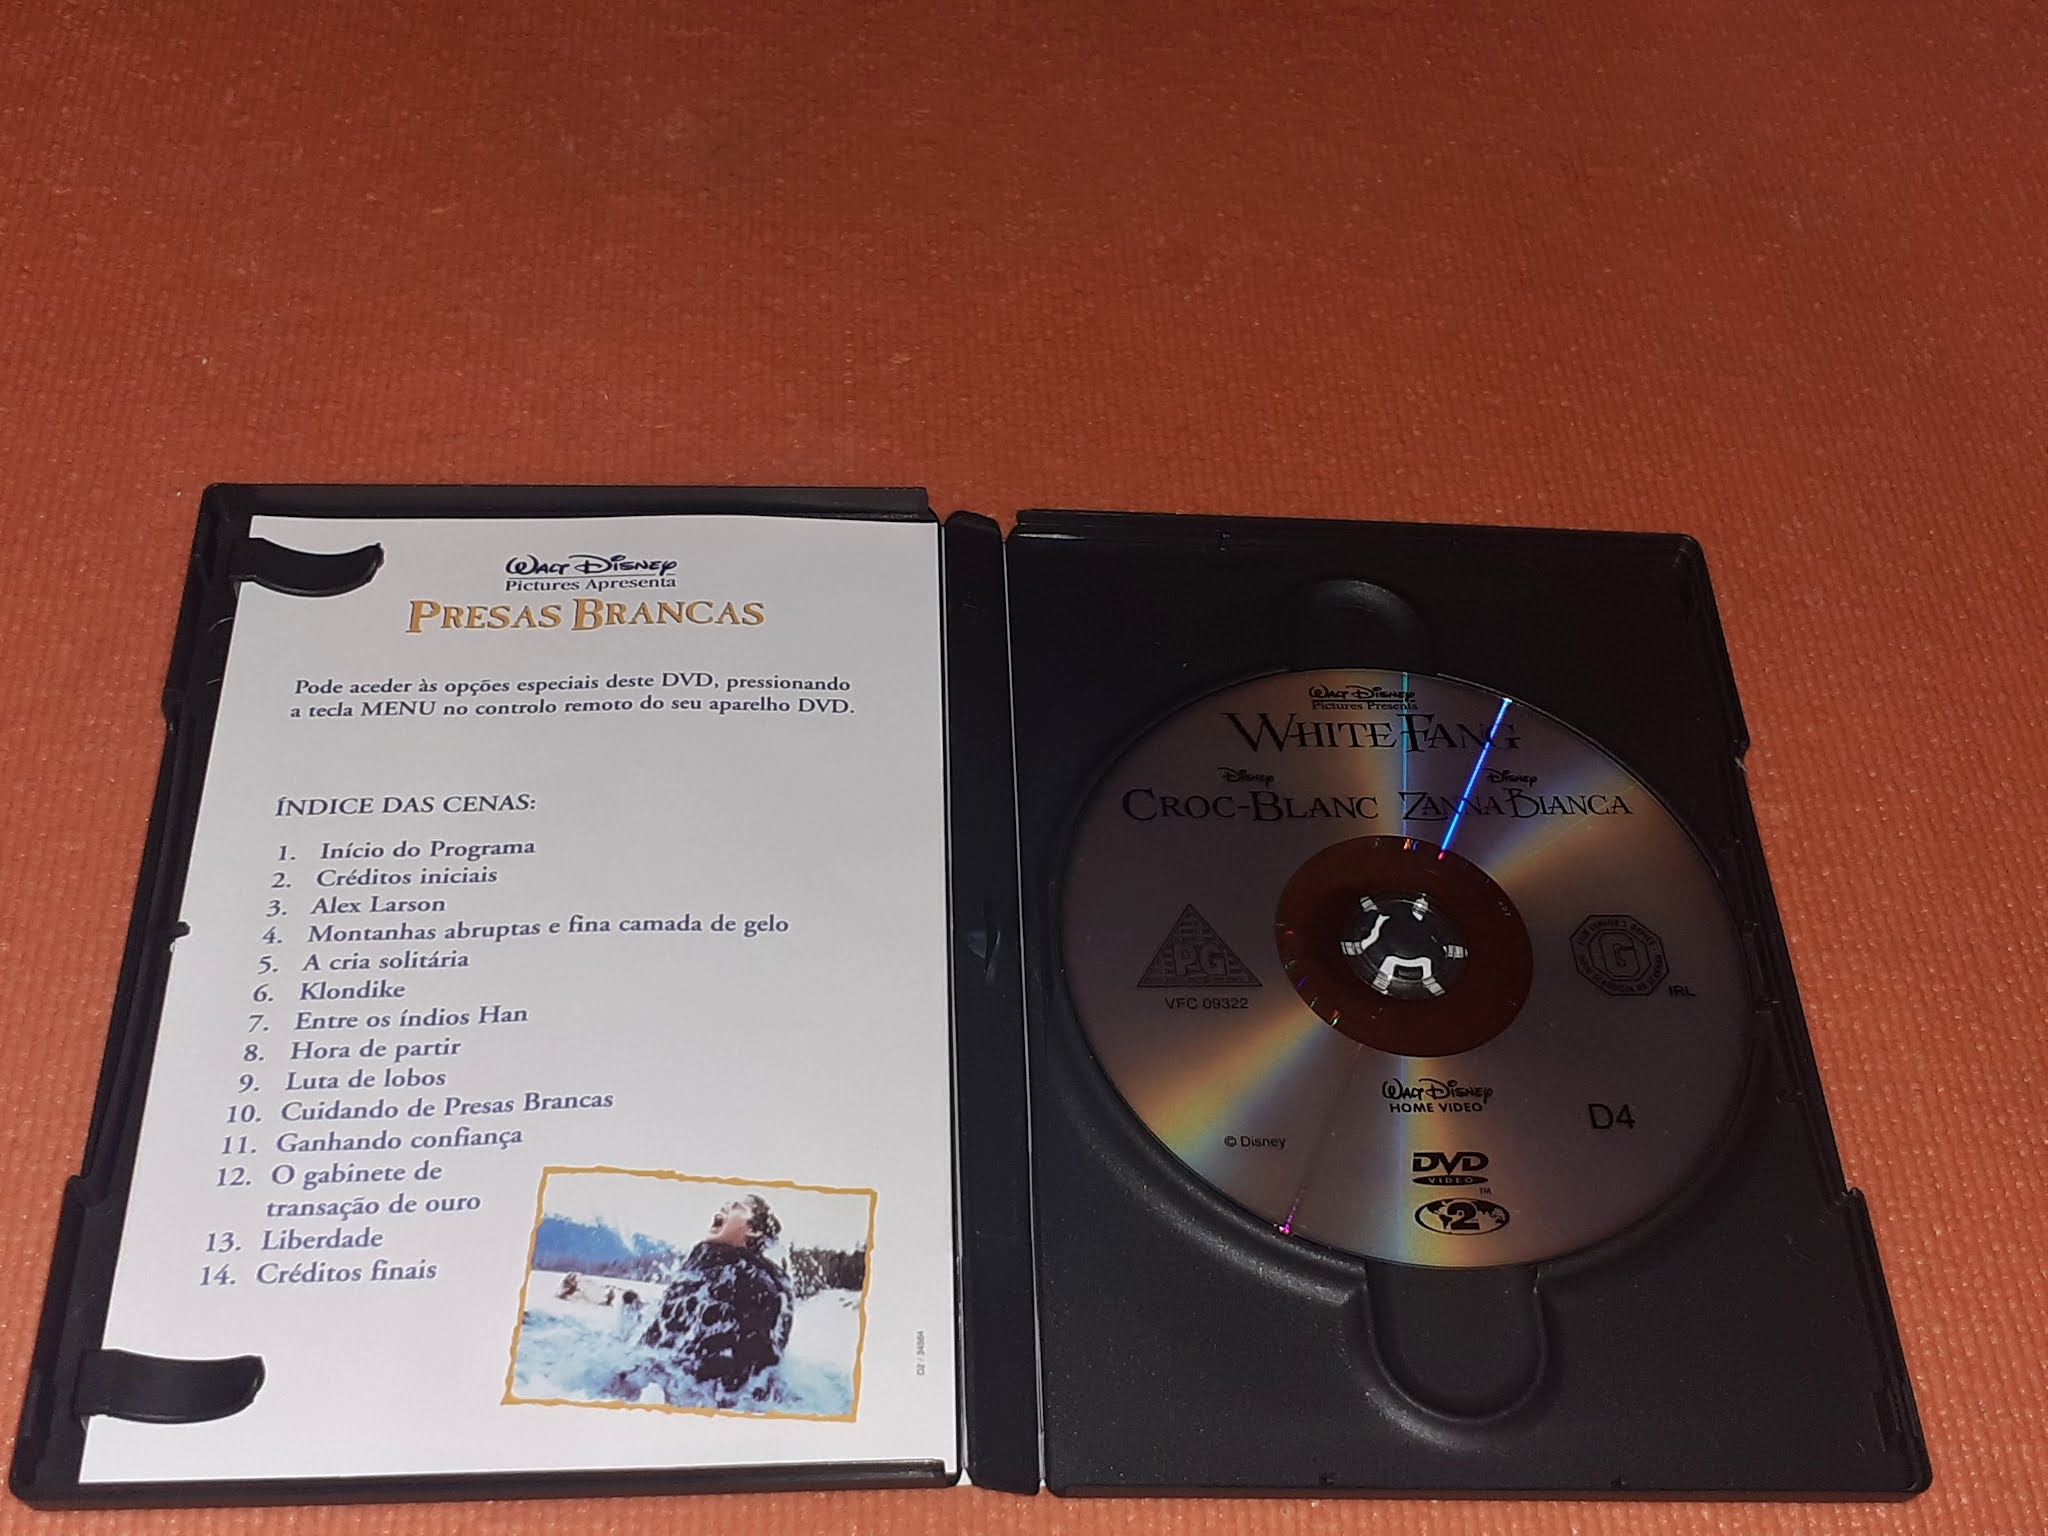 Walt Disney
Pictures Apresenta
PRESAS BRANCAS
Pode aceder às opções especiais deste DVD, pressionando
a tecla MENU no controlo remoto do seu aparelho DVD.
ÍNDICE DAS CENAS:
1. Início do Programa
2. Créditos iniciais
3. Alex Larson
4. Montanhas abruptas e fina camada de gelo
5. A cria solitária
6. Klondike
7. Entre os índios Han
8. Hora de partir
9. Luta de lobos
10. Cuidando de Presas Brancas
11. Ganhando confiança
12. O gabinete de
transação de ouro
13. Liberdade
14. Créditos finais
Walt Disney
Pictures Presents
WHITE FANG
Disney
CROC-BLANC
Disney
ZANNA BIANCA
PG
VFC 09322
G
IRL
Walt Disney
HOME VIDEO
© Disney
D4
DVD
VIDEO
TM
2